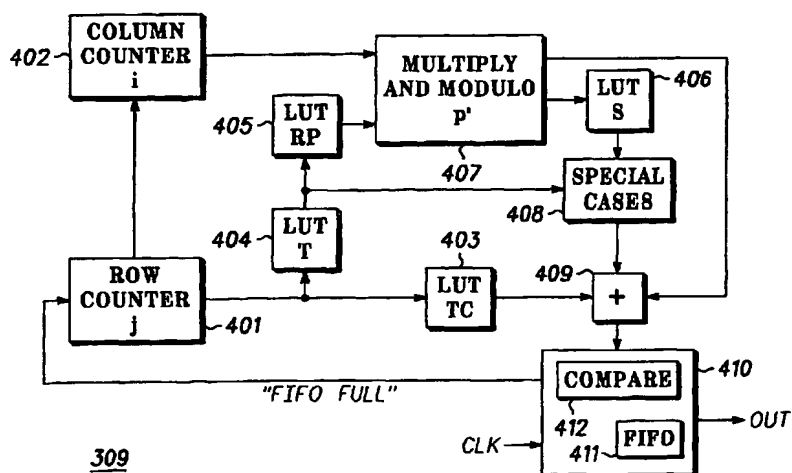 402
COLUMN
COUNTER
i
MULTIPLY
AND MODULO
p'
407
LUT
S
406
405
LUT
RP
SPECIAL
CASES
408
404
LUT
T
403
LUT
TC
409
+
ROW
COUNTER
j
401
"FIFO FULL"
COMPARE
412
410
CLK
411
FIFO
OUT
309